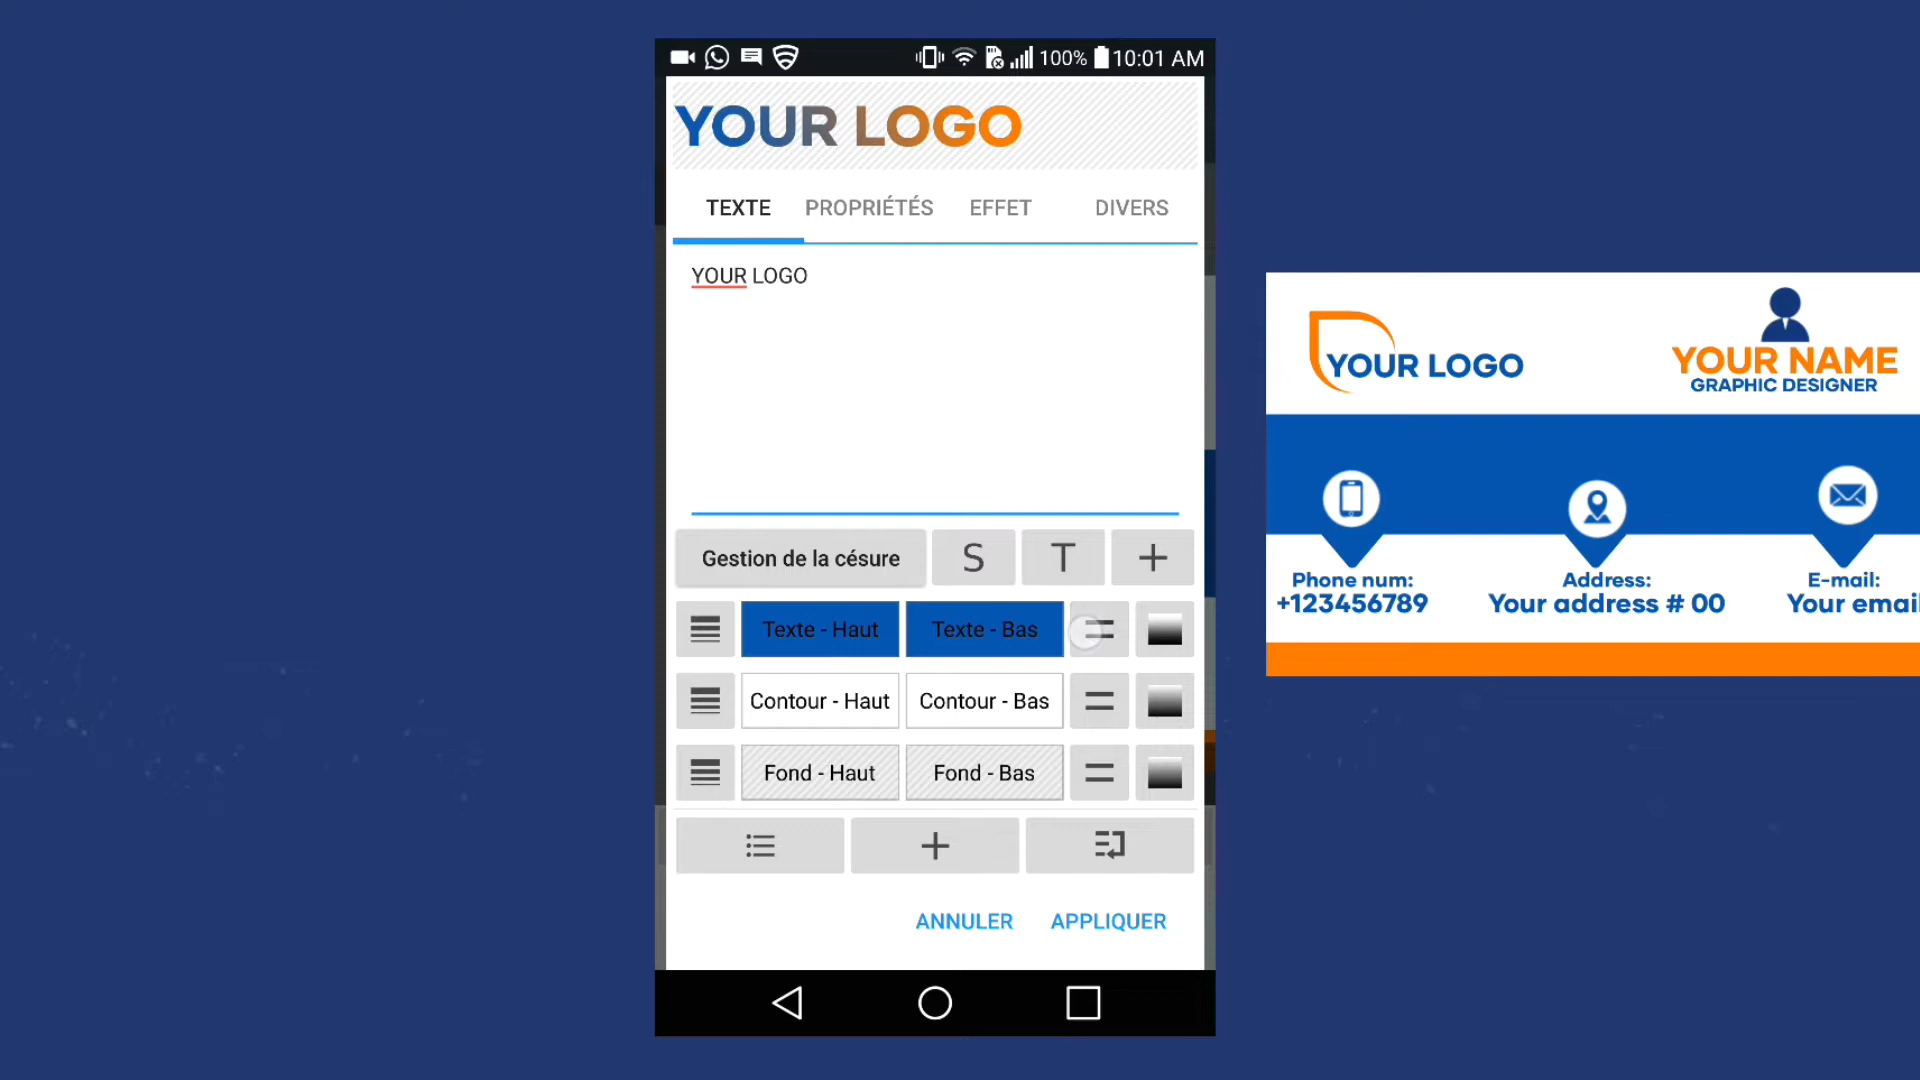 100% 10:01 AM
YOUR LOGO
TEXTE PROPRIÉTÉS EFFET DIVERS
YOUR LOGO
Gestion de la césure S T +
Texte - Haut Texte - Bas
Contour - Haut Contour - Bas
Fond - Haut Fond - Bas
ANNULER APPLIQUER
YOUR LOGO
YOUR NAME
GRAPHIC DESIGNER
Phone num:
+123456789
Address:
Your address # 00
E-mail:
Your email